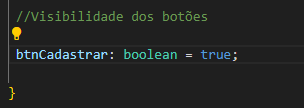 //Visibilidade dos botões
btnCadastrar: boolean = true;
}